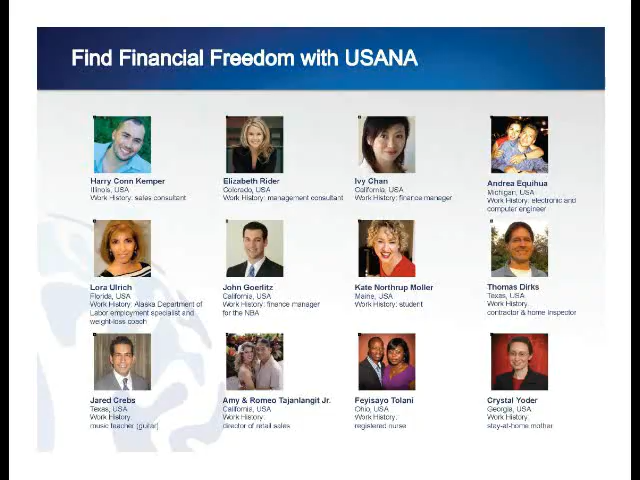 Find Financial Freedom with USANA
Harry Conn Kemper
Illinois, USA
Work History: sales consultant
Elizabeth Rider
Colorado, USA
Work History: management consultant
Ivy Chan
California, USA
Work History: finance manager
Andrea Equihua
Michigan, USA
Work History: electronic and
computer engineer
Lora Ulrich
Florida, USA
Work History: Alaska Department of
Labor employment specialist and
weight-loss coach
John Goerlitz
California, USA
Work History: finance manager
for the NBA
Kate Northrup Moller
Maine, USA
Work History: student
Thomas Dirks
Texas, USA
Work History:
contractor & home inspector
Jared Crebs
Texas, USA
Work History:
music teacher (guitar)
Amy & Romeo Tajanlangit Jr.
California, USA
Work History:
director of retail sales
Feyisayo Tolani
Ohio, USA
Work History:
registered nurse
Crystal Yoder
Georgia, USA
Work History:
stay-at-home mother